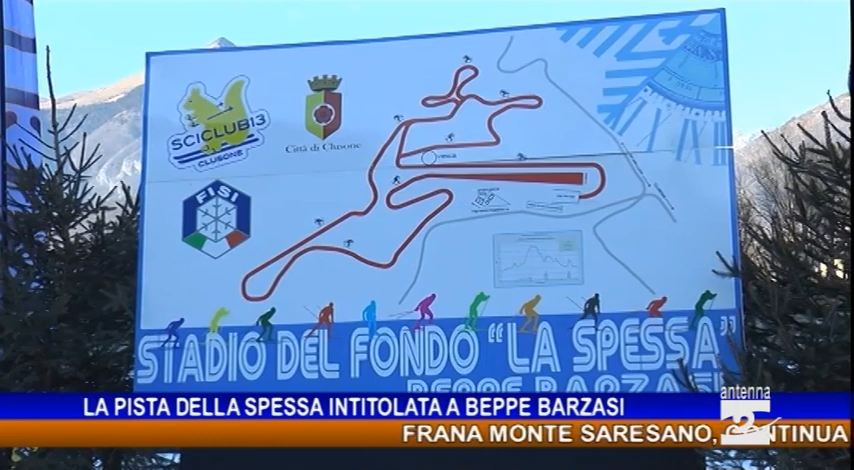 SCICLUB13
CLUSONE
Città di Clusone
FISI
STADIO DEL FONDO "LA SPESSA"
BEPPE BARZASI
LA PISTA DELLA SPESSA INTITOLATA A BEPPE BARZASI
antenna
2
FRANA MONTE SARESANO, CONTINUA